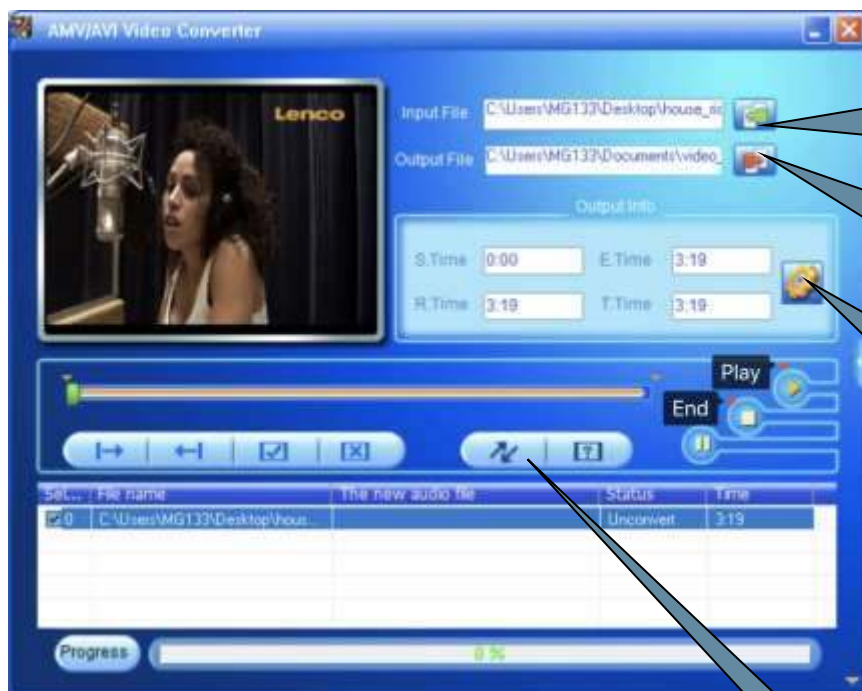 AMV/AVI Video Converter
Lenco
Input File C:\Users\MG133\Desktop\house_ric
Output File C:\Users\MG133\Documents\video_
Output Info
S.Time 0:00 E.Time 3:19
R.Time 3:19 T.Time 3:19
Play
End
Sel... File name The new audio file Status Time
0 C:\Users\MG133\Desktop\hous... Unconvert 3:19
Progress 0 %